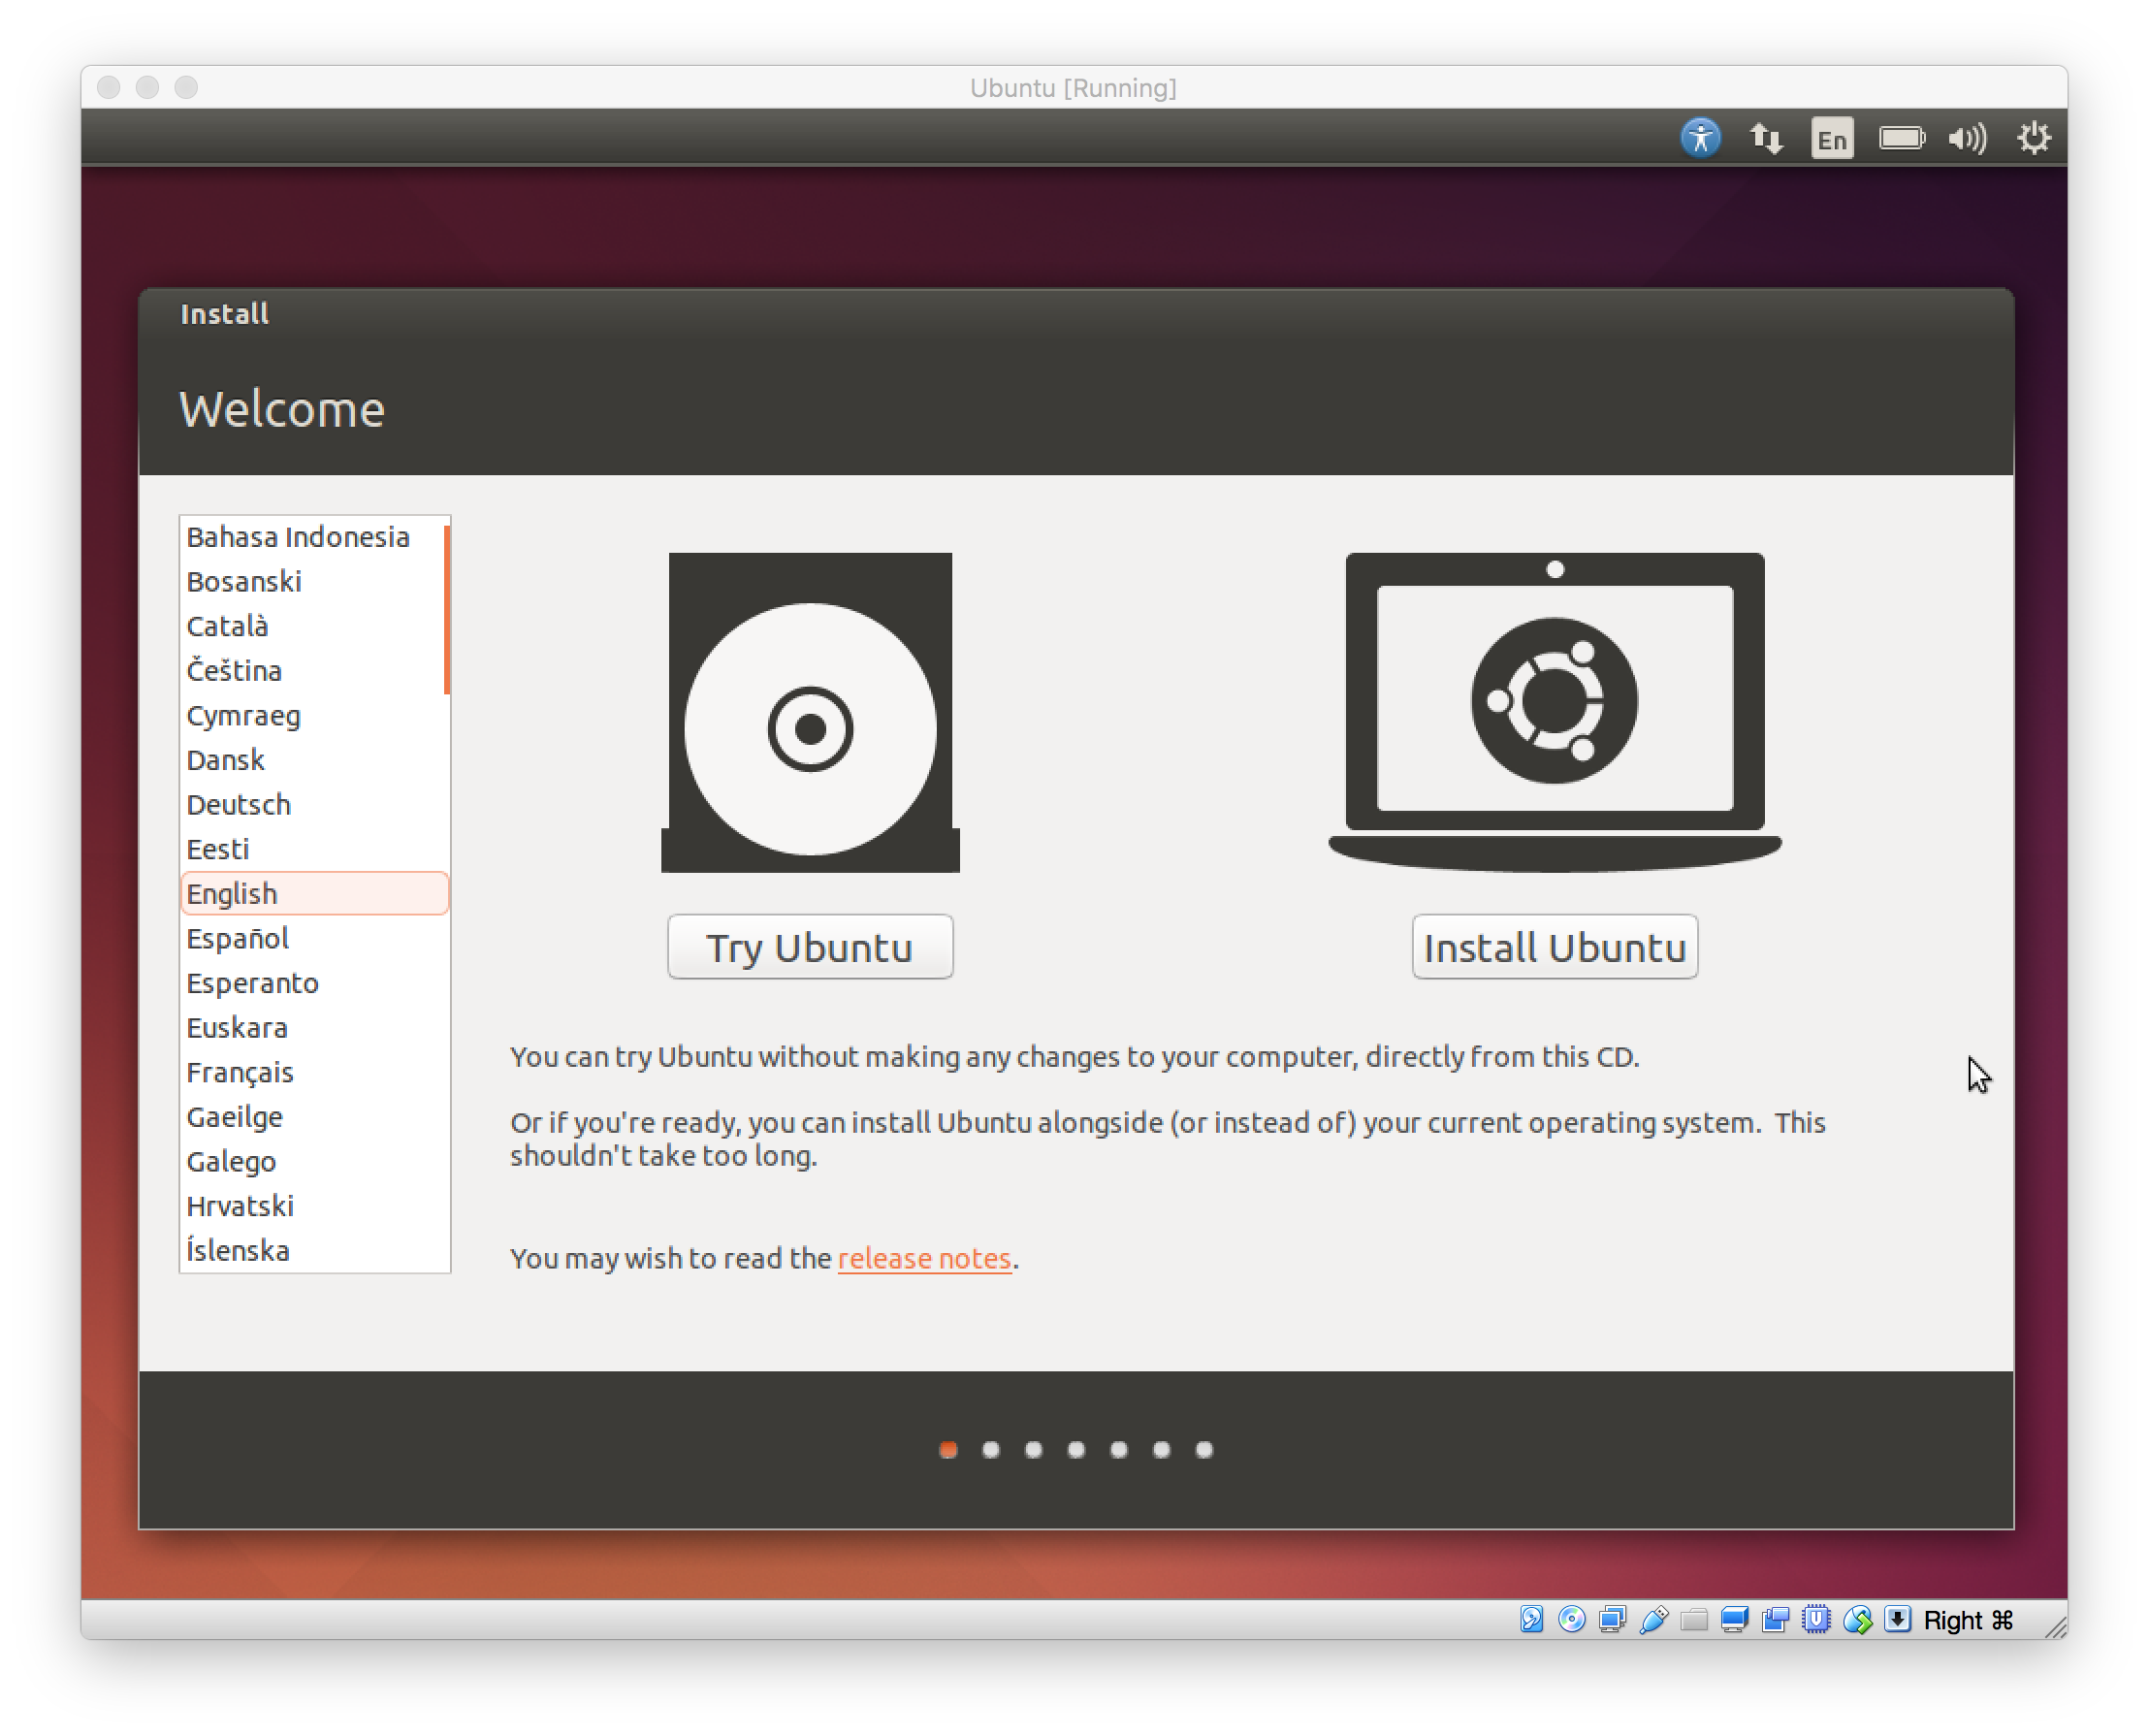 Ubuntu [Running]
En
Install
Welcome
Bahasa Indonesia
Bosanski
Català
Čeština
Cymraeg
Dansk
Deutsch
Eesti
English
Español
Esperanto
Euskara
Français
Gaeilge
Galego
Hrvatski
Íslenska
Try Ubuntu
Install Ubuntu
You can try Ubuntu without making any changes to your computer, directly from this CD.
Or if you're ready, you can install Ubuntu alongside (or instead of) your current operating system. This
shouldn't take too long.
You may wish to read the release notes.
Right ⌘